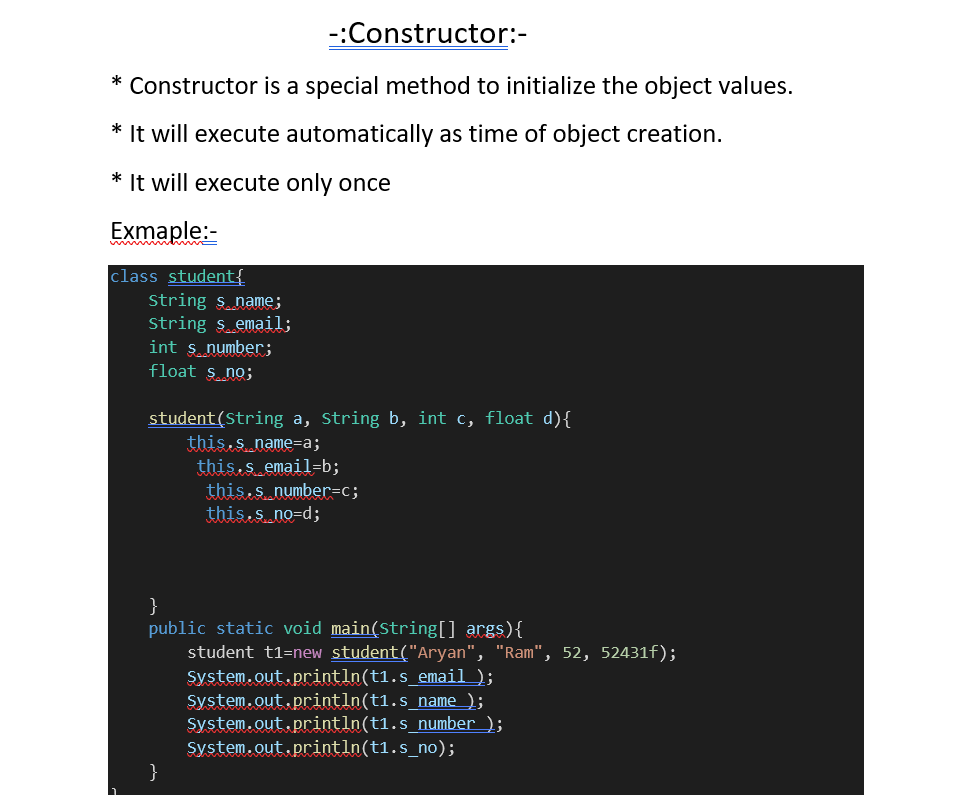 -:Constructor:-
* Constructor is a special method to initialize the object values.
* It will execute automatically as time of object creation.
* It will execute only once
Exmaple:-
class student{
    String s_name;
    String s_email;
    int s_number;
    float s_no;
    student(String a, String b, int c, float d){
        this.s_name=a;
         this.s_email=b;
          this.s_number=c;
          this.s_no=d;
    }
    public static void main(String[] args){
        student t1=new student("Aryan", "Ram", 52, 52431f);
        System.out.println(t1.s_email );
        System.out.println(t1.s_name );
        System.out.println(t1.s_number );
        System.out.println(t1.s_no);
    }
}